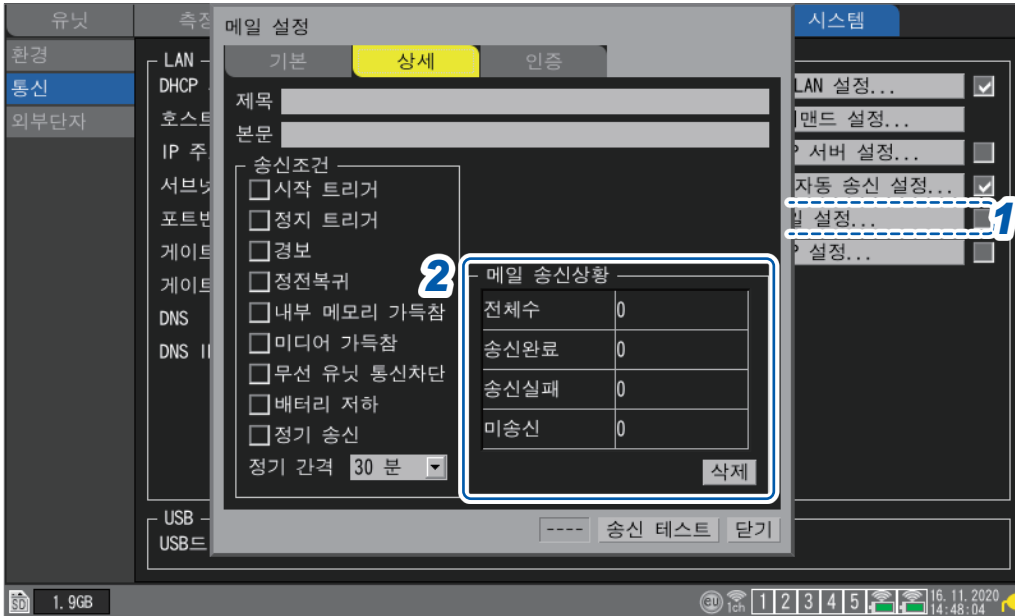 유닛
측정
시스템
환경
통신
외부단자
메일 설정
기본
상세
인증
제목
본문
송신조건
시작 트리거
정지 트리거
경보
정전복귀
내부 메모리 가득참
미디어 가득참
무선 유닛 통신차단
배터리 저하
정기 송신
정기 간격 30 분
2
메일 송신상황
전체수 0
송신완료 0
송신실패 0
미송신 0
삭제
---- 송신 테스트 닫기
LAN
DHCP
호스트
IP 주
서브넷
포트번
게이트
게이트
DNS
DNS I
LAN 설정...
맨드 설정...
P 서버 설정...
자동 송신 설정...
일 설정...
1
P 설정...
USB
USB드
SD 1.9GB
eu 1ch 1 2 3 4 5
16. 11. 2020
14:48:04